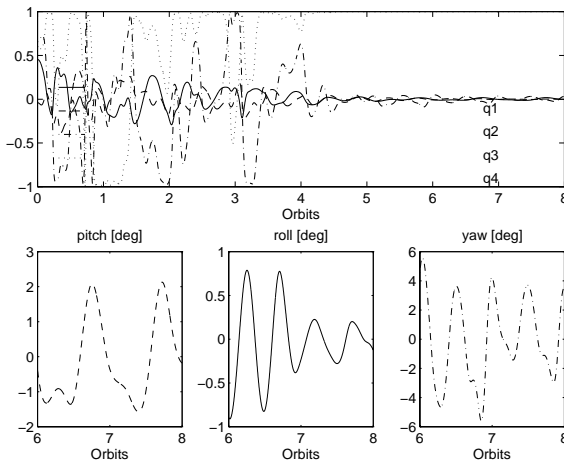 1
0.5
0
−0.5
−1
0 1 2 3 4 5 6 7 8
Orbits
q1
q2
q3
q4
pitch [deg]
3
2
1
0
−1
−2
6 7 8
Orbits
roll [deg]
1
0.5
0
−0.5
−1
6 7 8
Orbits
yaw [deg]
6
4
2
0
−2
−4
−6
6 7 8
Orbits